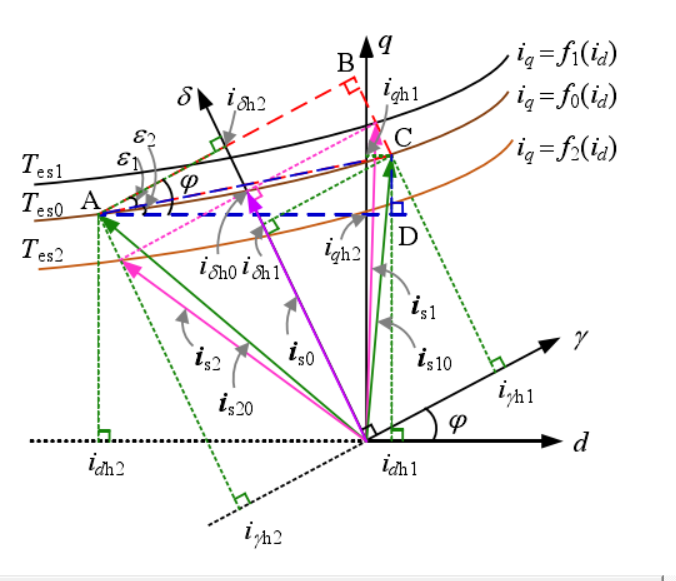 q
B
i_q = f_1(i_d)
δ
i_δh2
i_qh1
i_q = f_0(i_d)
ε_2
C
ε_1
i_q = f_2(i_d)
T_es1
A
φ
T_es0
D
T_es2
i_δh0
i_δh1
i_qh2
i_s1
γ
i_s2
i_s0
i_s10
i_s20
i_γh1
φ
d
i_dh2
i_dh1
i_γh2